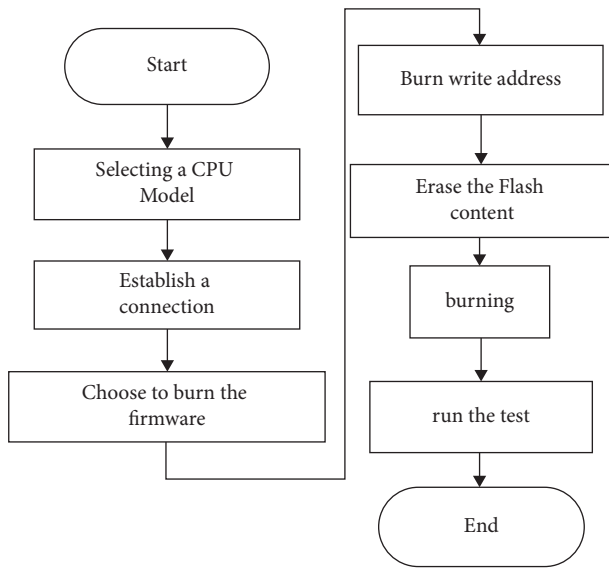 Start
Selecting a CPU
Model
Establish a
connection
Choose to burn the
firmware
Burn write address
Erase the Flash
content
burning
run the test
End